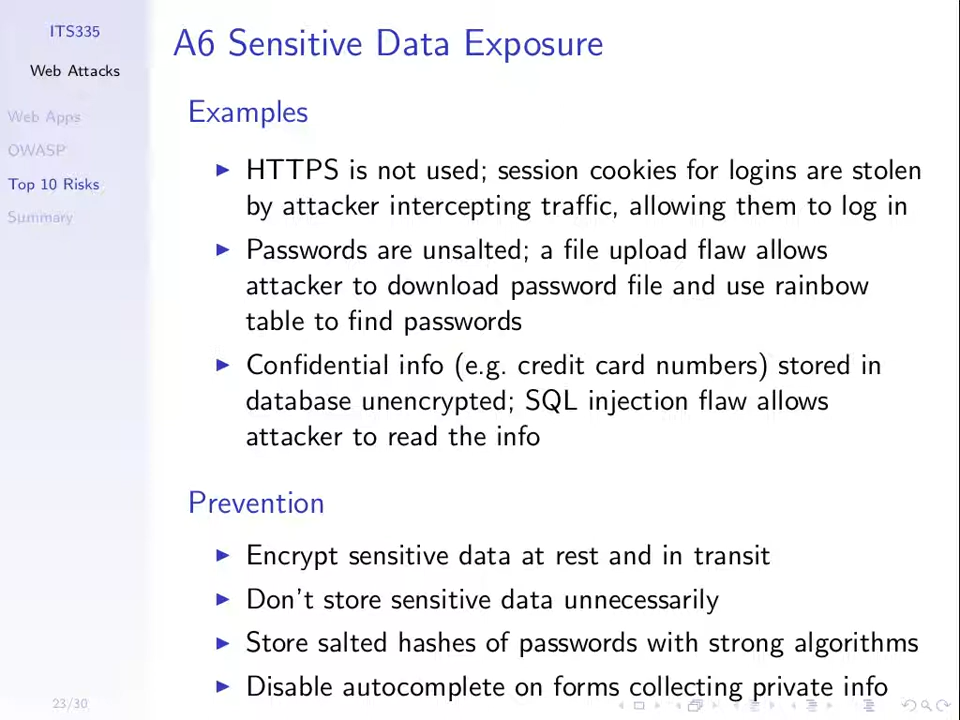 ITS335
Web Attacks
Web Apps
OWASP
Top 10 Risks
Summary
A6 Sensitive Data Exposure
Examples
HTTPS is not used; session cookies for logins are stolen
by attacker intercepting traffic, allowing them to log in
Passwords are unsalted; a file upload flaw allows
attacker to download password file and use rainbow
table to find passwords
Confidential info (e.g. credit card numbers) stored in
database unencrypted; SQL injection flaw allows
attacker to read the info
Prevention
Encrypt sensitive data at rest and in transit
Don't store sensitive data unnecessarily
Store salted hashes of passwords with strong algorithms
Disable autocomplete on forms collecting private info
23/30